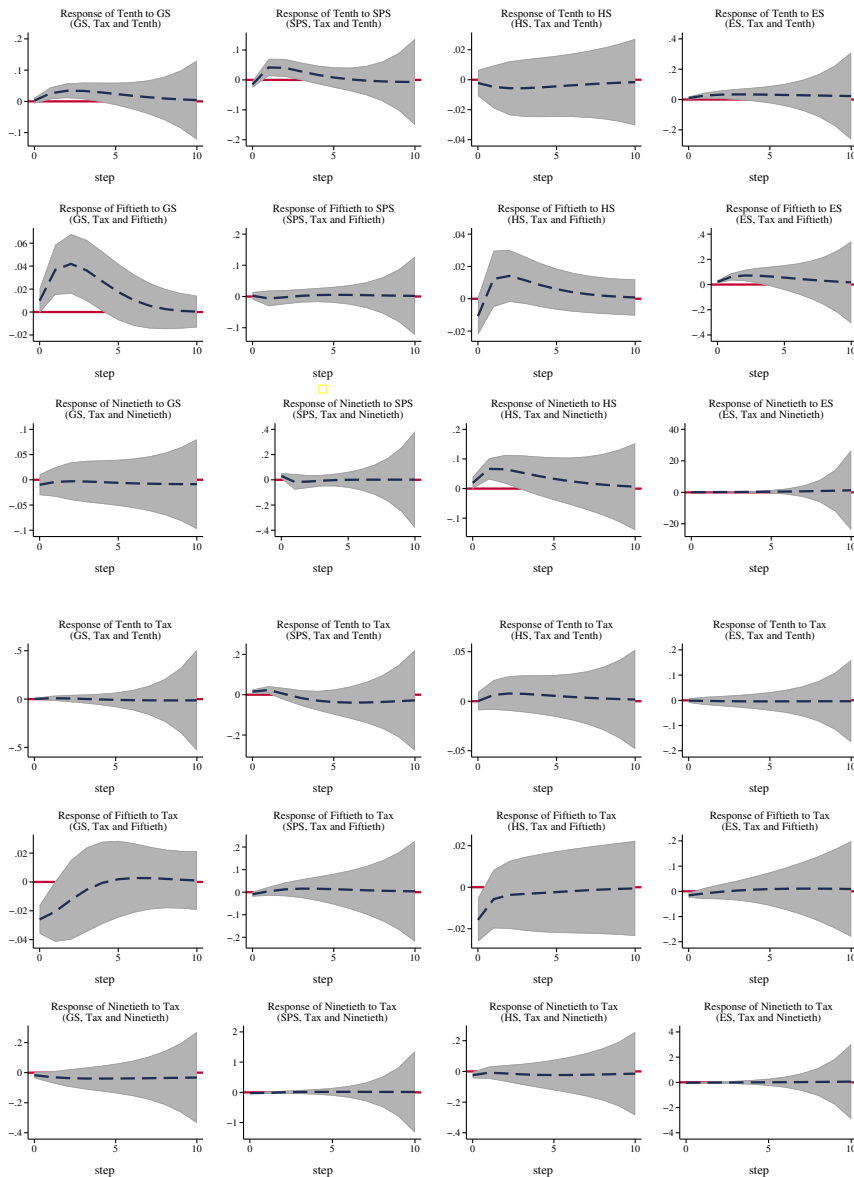 Response of Tenth to GS
(GS, Tax and Tenth)
.2
.1
0
-.1
0
5
10
step
Response of Tenth to SPS
(SPS, Tax and Tenth)
.1
0
-.1
-.2
0
5
10
step
Response of Tenth to HS
(HS, Tax and Tenth)
.02
0
-.02
-.04
0
5
10
step
Response of Tenth to ES
(ES, Tax and Tenth)
.4
.2
0
-.2
0
5
10
step
Response of Fiftieth to GS
(GS, Tax and Fiftieth)
.06
.04
.02
0
-.02
0
5
10
step
Response of Fiftieth to SPS
(SPS, Tax and Fiftieth)
.2
.1
0
-.1
0
5
10
step
Response of Fiftieth to HS
(HS, Tax and Fiftieth)
.04
.02
0
-.02
0
5
10
step
Response of Fiftieth to ES
(ES, Tax and Fiftieth)
.4
.2
0
-.2
-.4
0
5
10
step
Response of Ninetieth to GS
(GS, Tax and Ninetieth)
.1
.05
0
-.05
-.1
0
5
10
step
Response of Ninetieth to SPS
(SPS, Tax and Ninetieth)
.4
.2
0
-.2
-.4
0
5
10
step
Response of Ninetieth to HS
(HS, Tax and Ninetieth)
.2
.1
0
-.1
0
5
10
step
Response of Ninetieth to ES
(ES, Tax and Ninetieth)
40
20
0
-20
0
5
10
step
Response of Tenth to Tax
(GS, Tax and Tenth)
.5
0
-.5
0
5
10
step
Response of Tenth to Tax
(SPS, Tax and Tenth)
.2
0
-.2
0
5
10
step
Response of Tenth to Tax
(HS, Tax and Tenth)
.05
0
-.05
0
5
10
step
Response of Tenth to Tax
(ES, Tax and Tenth)
.2
.1
0
-.1
-.2
0
5
10
step
Response of Fiftieth to Tax
(GS, Tax and Fiftieth)
.02
0
-.02
-.04
0
5
10
step
Response of Fiftieth to Tax
(SPS, Tax and Fiftieth)
.2
.1
0
-.1
-.2
0
5
10
step
Response of Fiftieth to Tax
(HS, Tax and Fiftieth)
.02
0
-.02
0
5
10
step
Response of Fiftieth to Tax
(ES, Tax and Fiftieth)
.2
.1
0
-.1
-.2
0
5
10
step
Response of Ninetieth to Tax
(GS, Tax and Ninetieth)
.2
0
-.2
-.4
0
5
10
step
Response of Ninetieth to Tax
(SPS, Tax and Ninetieth)
2
1
0
-1
0
5
10
step
Response of Ninetieth to Tax
(HS, Tax and Ninetieth)
.2
0
-.2
-.4
0
5
10
step
Response of Ninetieth to Tax
(ES, Tax and Ninetieth)
4
2
0
-2
-4
0
5
10
step